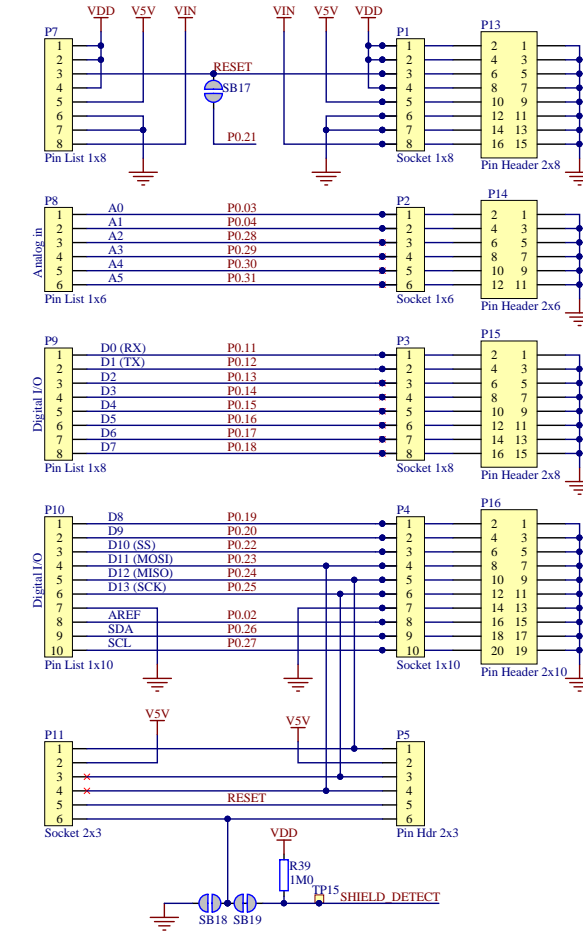 VDD V5V VIN VIN V5V VDD
P7 P1 P13
1 1 2 1
2 2 4 3
3 RESET 3 6 5
4 SB17 4 8 7
5 5 10 9
6 6 12 11
7 P0.21 7 14 13
8 8 16 15
Pin List 1x8 Socket 1x8 Pin Header 2x8
P8 P2 P14
Analog in
1 A0 P0.03 1 2 1
2 A1 P0.04 2 4 3
3 A2 P0.28 3 6 5
4 A3 P0.29 4 8 7
5 A4 P0.30 5 10 9
6 A5 P0.31 6 12 11
Pin List 1x6 Socket 1x6 Pin Header 2x6
P9 P3 P15
Digital I/O
1 D0 (RX) P0.11 1 2 1
2 D1 (TX) P0.12 2 4 3
3 D2 P0.13 3 6 5
4 D3 P0.14 4 8 7
5 D4 P0.15 5 10 9
6 D5 P0.16 6 12 11
7 D6 P0.17 7 14 13
8 D7 P0.18 8 16 15
Pin List 1x8 Socket 1x8 Pin Header 2x8
P10 P4 P16
Digital I/O
1 D8 P0.19 1 2 1
2 D9 P0.20 2 4 3
3 D10 (SS) P0.22 3 6 5
4 D11 (MOSI) P0.23 4 8 7
5 D12 (MISO) P0.24 5 10 9
6 D13 (SCK) P0.25 6 12 11
7 7 14 13
8 AREF P0.02 8 16 15
9 SDA P0.26 9 18 17
10 SCL P0.27 10 20 19
Pin List 1x10 Socket 1x10 Pin Header 2x10
V5V V5V
P11 P5
1 1
2 2
3 3
4 4
5 RESET 5
6 6
Socket 2x3 Pin Hdr 2x3
VDD
R39
1M0
TP15
SHIELD_DETECT
SB18 SB19